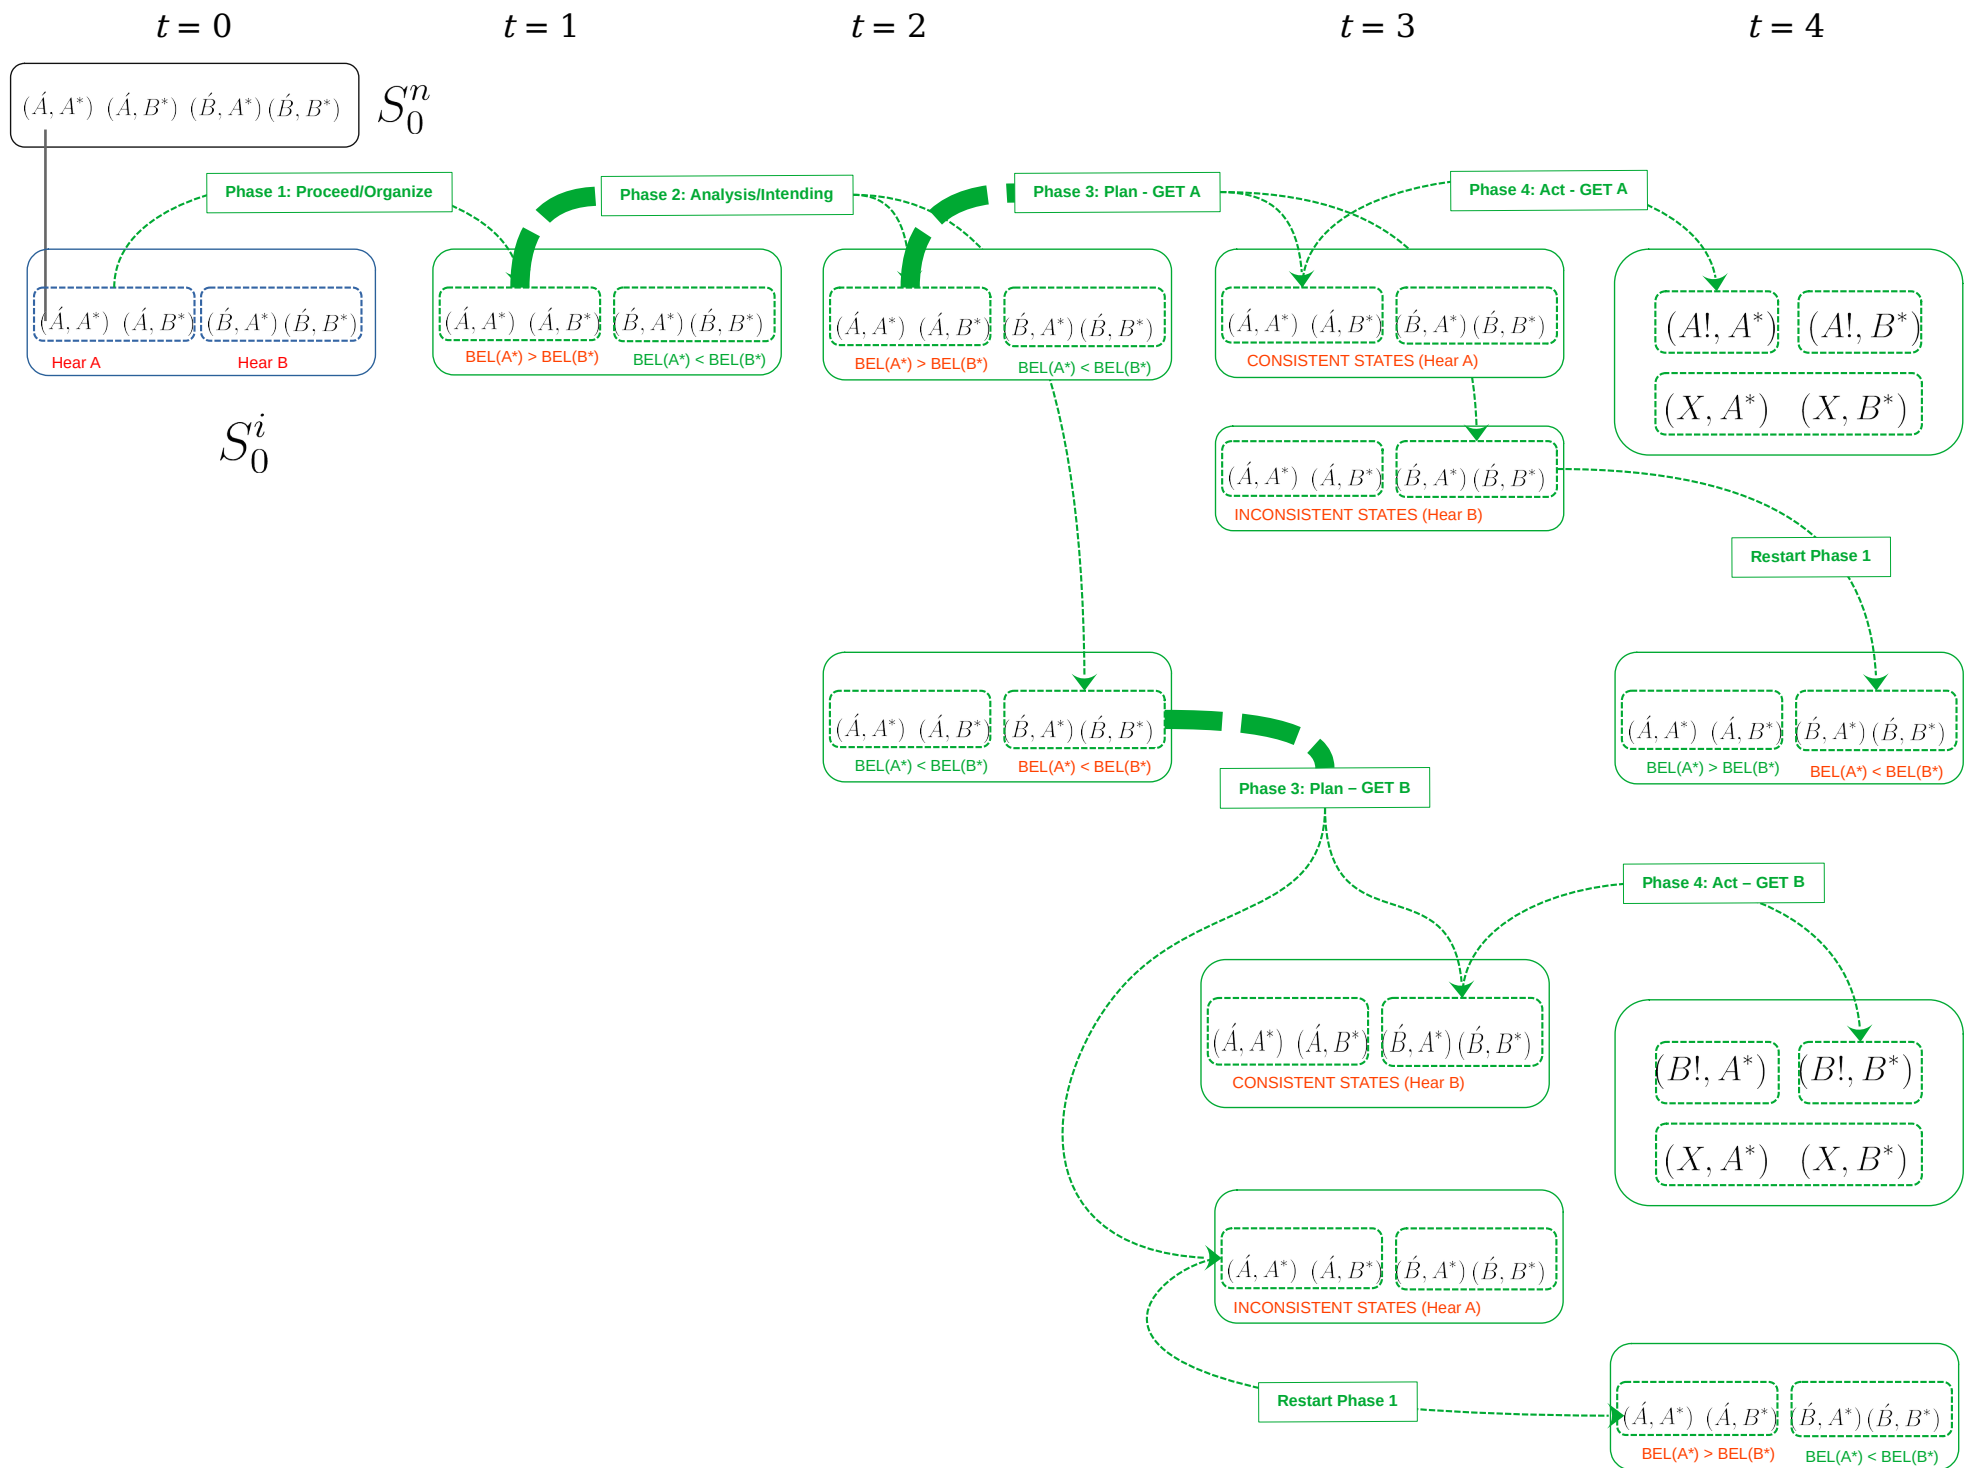 t = 0 t = 1 t = 2 t = 3 t = 4
(Á, A*) (Á, B*) (B́, A*) (B́, B*)
S₀ⁿ
Phase 1: Proceed/Organize
Phase 2: Analysis/Intending
Phase 3: Plan - GET A
Phase 4: Act - GET A
(Á, A*) (Á, B*) (B́, A*) (B́, B*)
Hear A Hear B
S₀ⁱ
(Á, A*) (Á, B*) (B́, A*) (B́, B*)
BEL(A*) > BEL(B*) BEL(A*) < BEL(B*)
(Á, A*) (Á, B*) (B́, A*) (B́, B*)
BEL(A*) > BEL(B*) BEL(A*) < BEL(B*)
(Á, A*) (Á, B*) (B́, A*) (B́, B*)
CONSISTENT STATES (Hear A)
(A!, A*) (A!, B*)
(X, A*) (X, B*)
(Á, A*) (Á, B*) (B́, A*) (B́, B*)
INCONSISTENT STATES (Hear B)
Restart Phase 1
(Á, A*) (Á, B*) (B́, A*) (B́, B*)
BEL(A*) < BEL(B*) BEL(A*) < BEL(B*)
(Á, A*) (Á, B*) (B́, A*) (B́, B*)
BEL(A*) > BEL(B*) BEL(A*) < BEL(B*)
Phase 3: Plan – GET B
Phase 4: Act – GET B
(Á, A*) (Á, B*) (B́, A*) (B́, B*)
CONSISTENT STATES (Hear B)
(B!, A*) (B!, B*)
(X, A*) (X, B*)
(Á, A*) (Á, B*) (B́, A*) (B́, B*)
INCONSISTENT STATES (Hear A)
Restart Phase 1
(Á, A*) (Á, B*) (B́, A*) (B́, B*)
BEL(A*) > BEL(B*) BEL(A*) < BEL(B*)